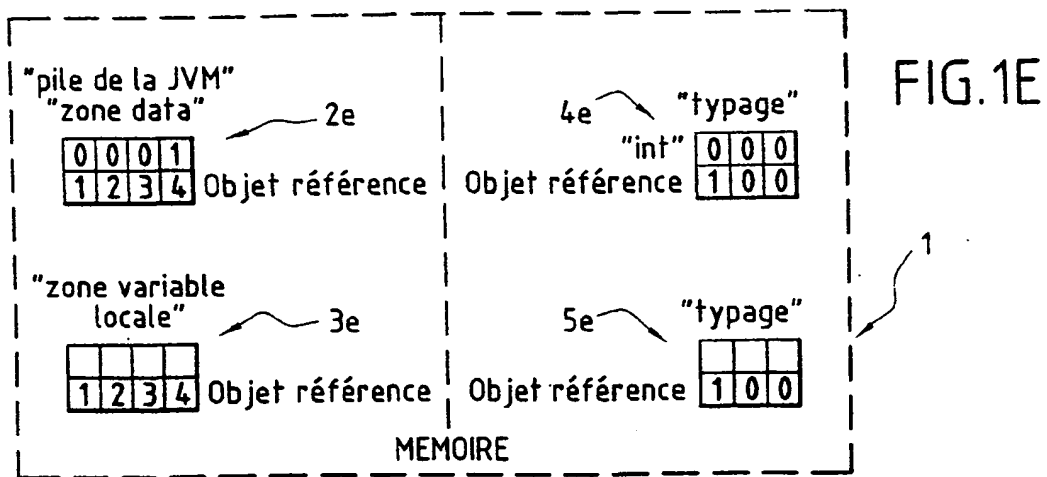 FIG.1E
"pile de la JVM"
"zone data"
2e
0 0 0 1
1 2 3 4 Objet référence
4e
"typage"
"int" 0 0 0
Objet référence 1 0 0
1
"zone variable
locale"
3e
1 2 3 4 Objet référence
5e
"typage"
Objet référence 1 0 0
MEMOIRE